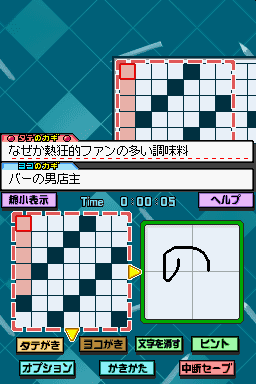 タテのカギ
なぜか熱狂的ファンの多い調味料
ヨコのカギ
バーの男店主
縮小表示
Time 0:00:05
ヘルプ
の
タテがき
ヨコがき
文字を消す
ヒント
オプション
かきかた
中断セーブ